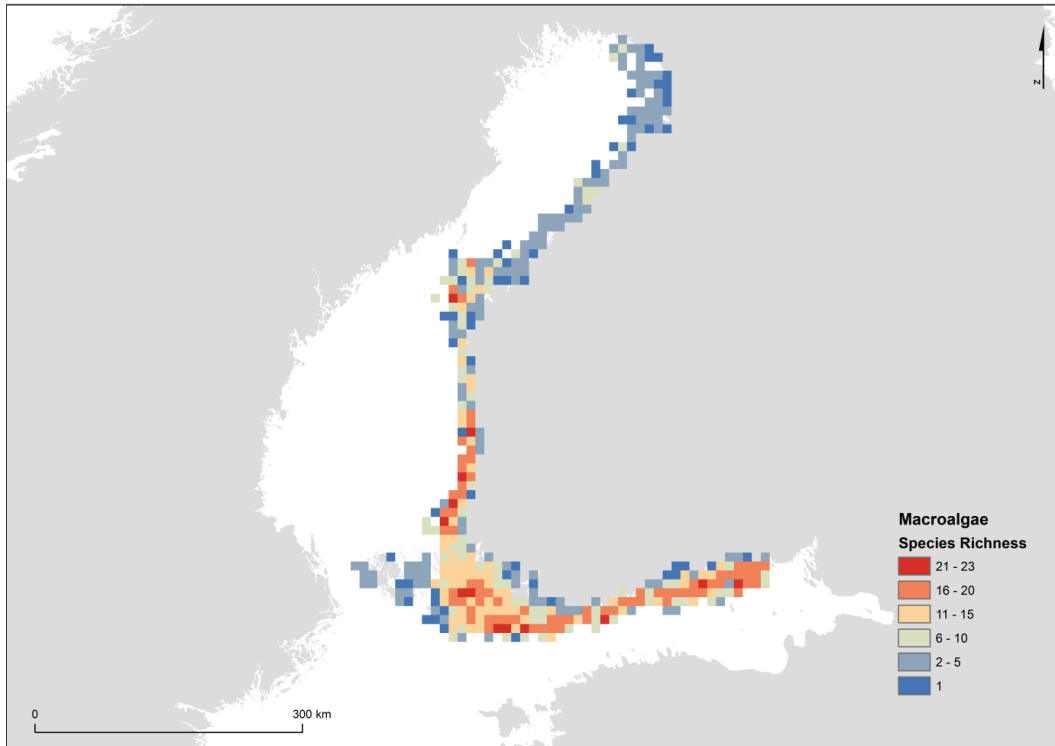 z
Macroalgae
Species Richness
21 - 23
16 - 20
11 - 15
6 - 10
2 - 5
1
0 300 km